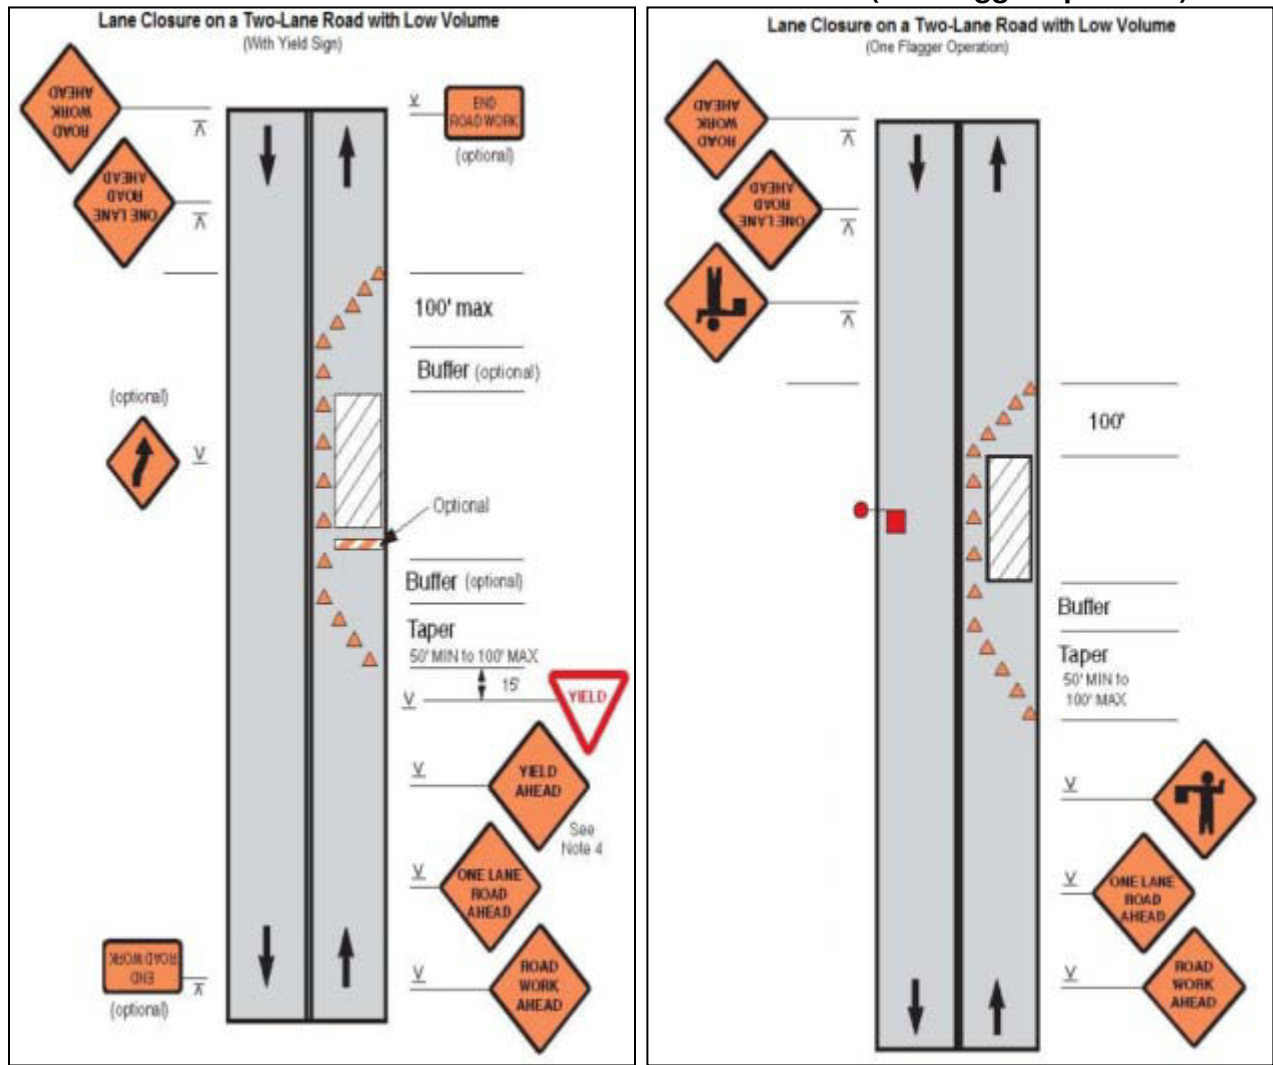 Lane Closure on a Two-Lane Road with Low Volume
(With Yield Sign)
ROAD
WORK
AHEAD
ONE LANE
ROAD
AHEAD
END
ROAD WORK
(optional)
100' max
Buffer (optional)
(optional)
Optional
Buffer (optional)
Taper
50' MIN to 100' MAX
15'
YIELD
YIELD
AHEAD
See
Note 4
ONE LANE
ROAD
AHEAD
ROAD
WORK
AHEAD
END
ROAD WORK
(optional)
Lane Closure on a Two-Lane Road with Low Volume
(One Flagger Operation)
ROAD
WORK
AHEAD
ONE LANE
ROAD
AHEAD
100'
Buffer
Taper
50' MIN to
100' MAX
ONE LANE
ROAD
AHEAD
ROAD
WORK
AHEAD